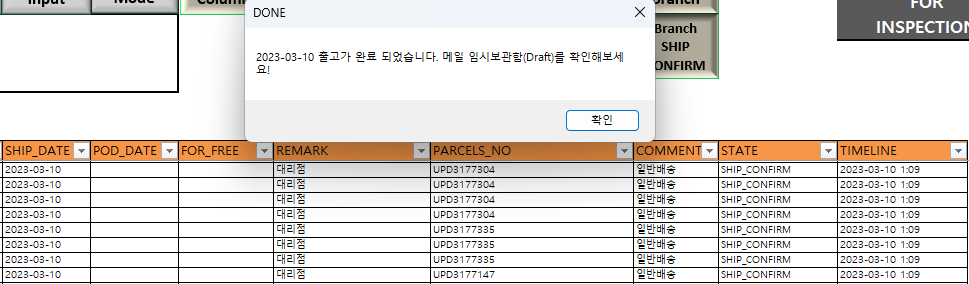 Input
Mode
Colum
DONE
2023-03-10 출고가 완료 되었습니다. 메일 임시보관함(Draft)를 확인해보세
요!
확인
Branch
Branch
SHIP
CONFIRM
FOR
INSPECTION
SHIP_DATE POD_DATE FOR_FREE REMARK PARCELS_NO COMMENT STATE TIMELINE
2023-03-10 대리점 UPD3177304 일반배송 SHIP_CONFIRM 2023-03-10 1:09
2023-03-10 대리점 UPD3177304 일반배송 SHIP_CONFIRM 2023-03-10 1:09
2023-03-10 대리점 UPD3177304 일반배송 SHIP_CONFIRM 2023-03-10 1:09
2023-03-10 대리점 UPD3177304 일반배송 SHIP_CONFIRM 2023-03-10 1:09
2023-03-10 대리점 UPD3177335 일반배송 SHIP_CONFIRM 2023-03-10 1:09
2023-03-10 대리점 UPD3177335 일반배송 SHIP_CONFIRM 2023-03-10 1:09
2023-03-10 대리점 UPD3177335 일반배송 SHIP_CONFIRM 2023-03-10 1:09
2023-03-10 대리점 UPD3177147 일반배송 SHIP_CONFIRM 2023-03-10 1:09